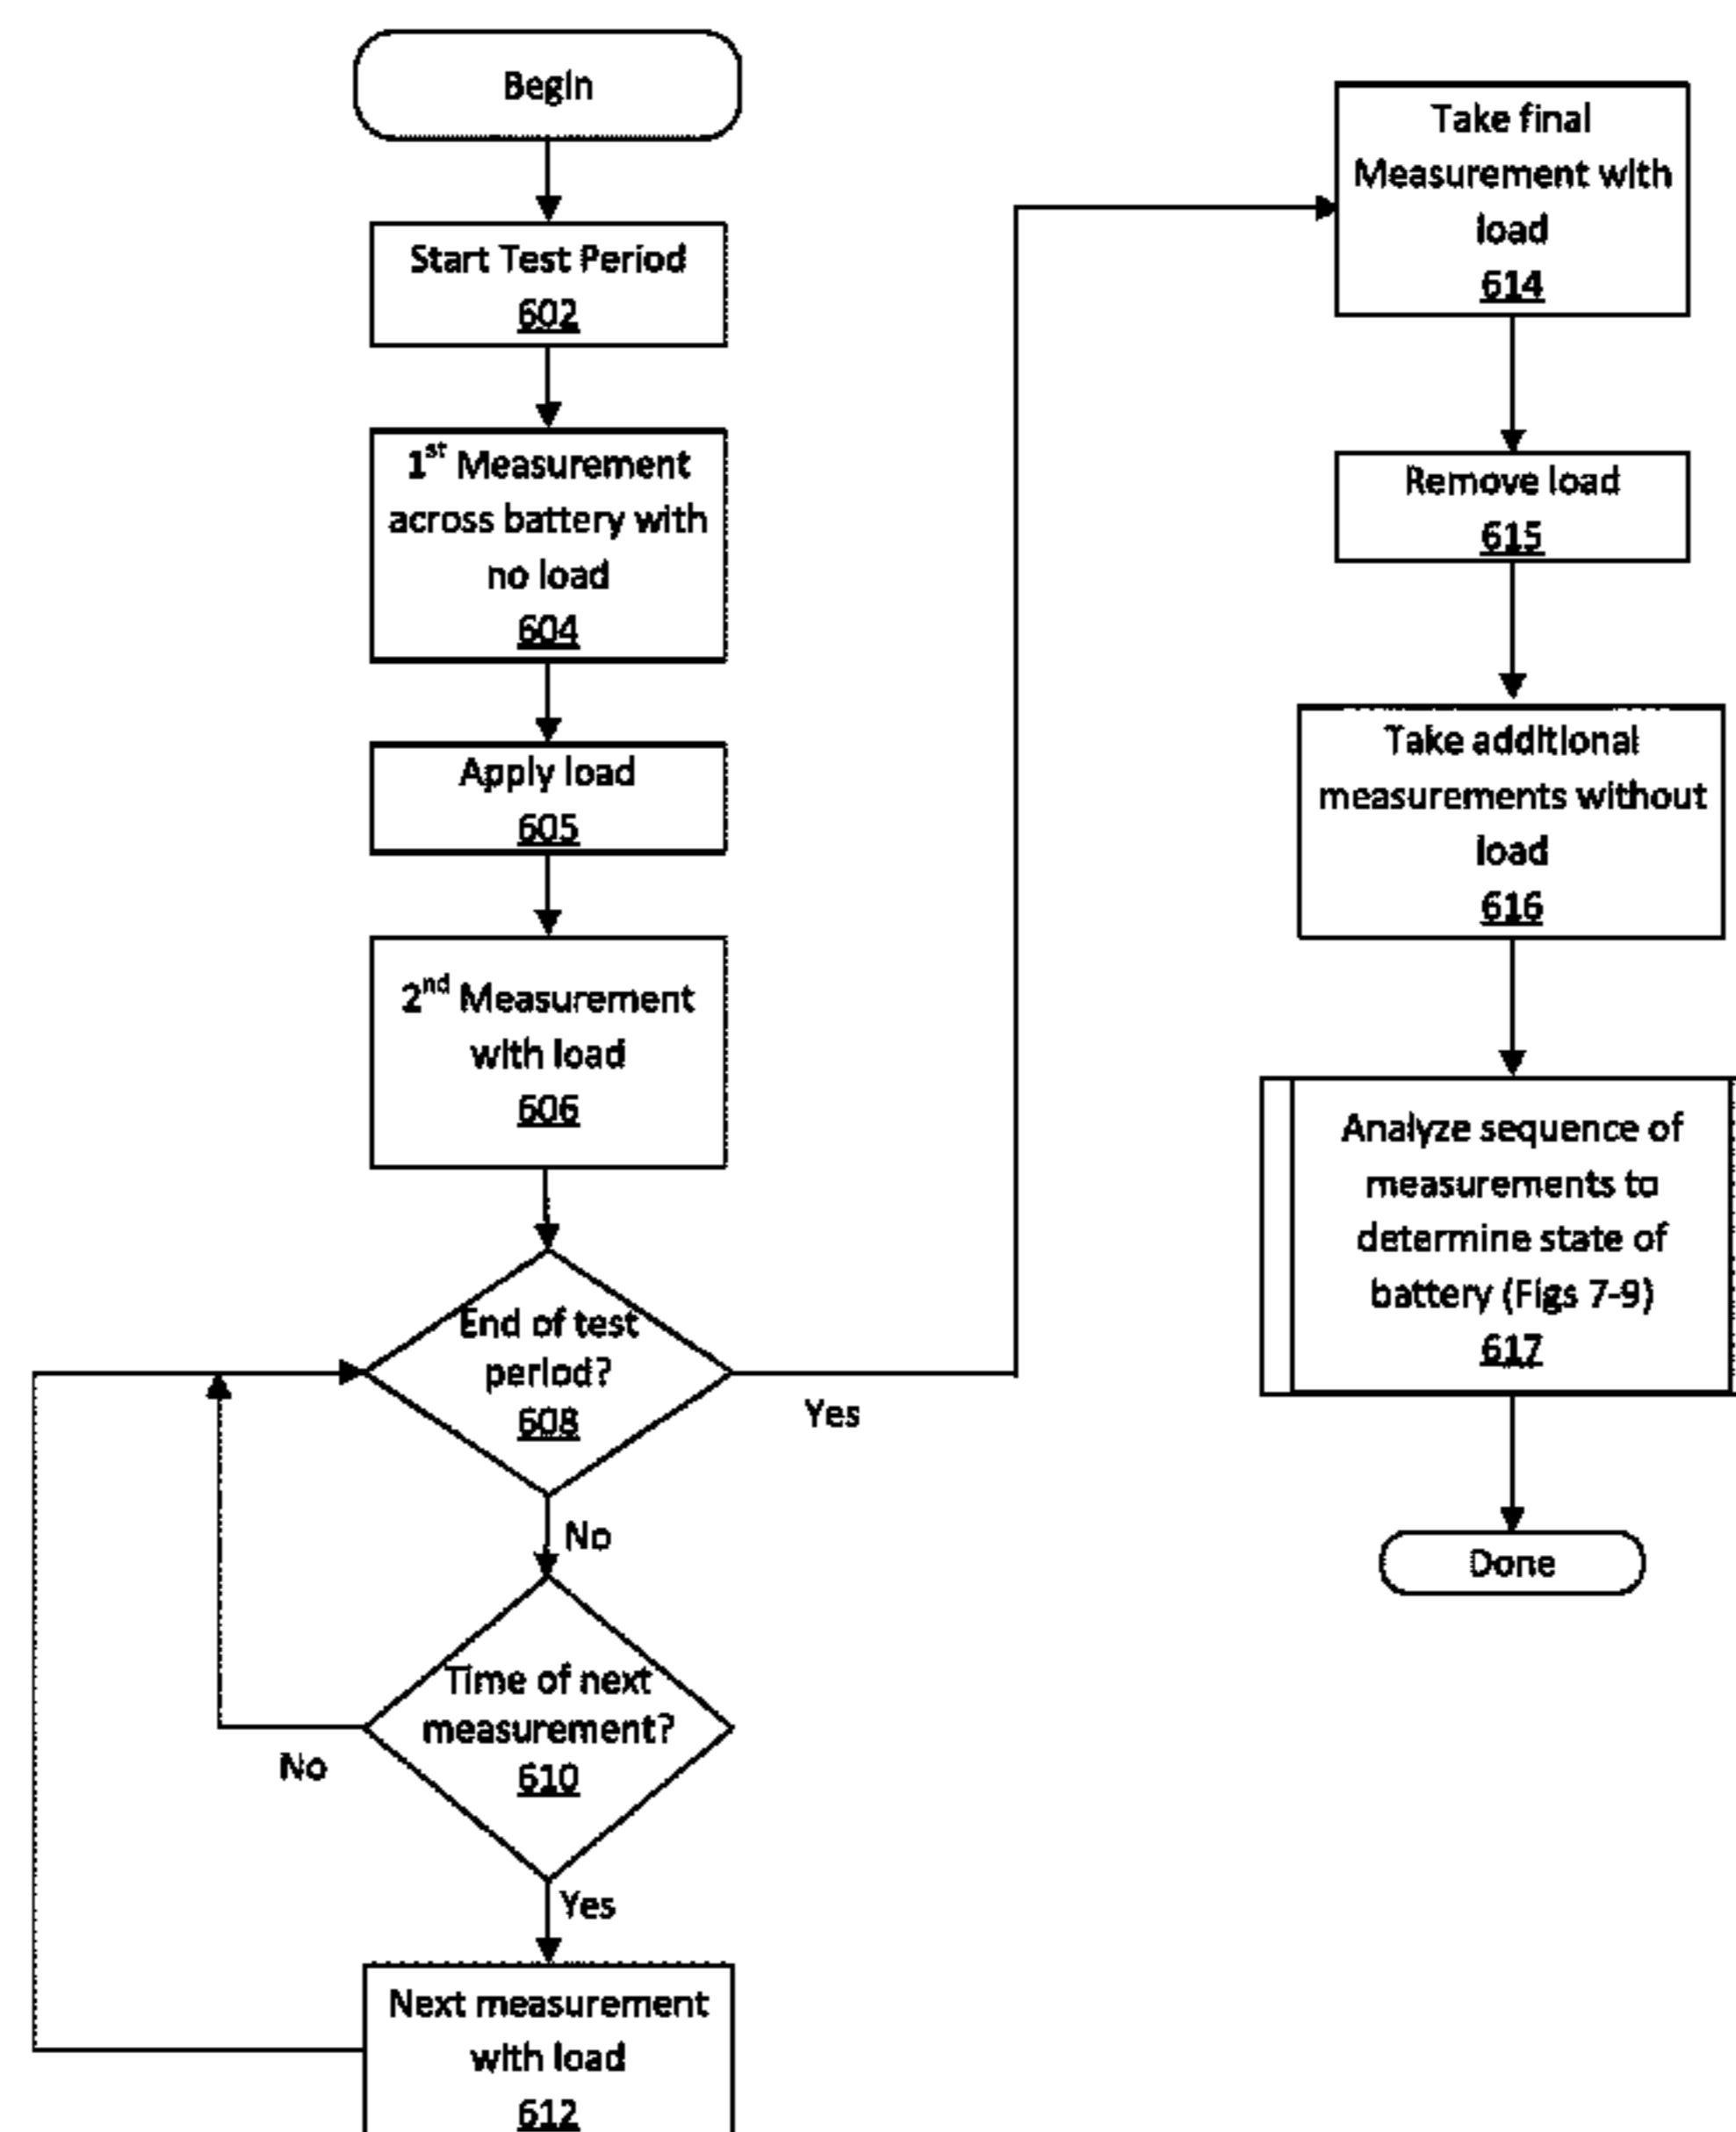 Begin
Start Test Period
602
1st Measurement
across battery with
no load
604
Apply load
605
2nd Measurement
with load
606
End of test
period?
608
Yes
No
Time of next
measurement?
610
No
Yes
Next measurement
with load
612
Take final
Measurement with
load
614
Remove load
615
Take additional
measurements without
load
616
Analyze sequence of
measurements to
determine state of
battery (Figs 7-9)
617
Done